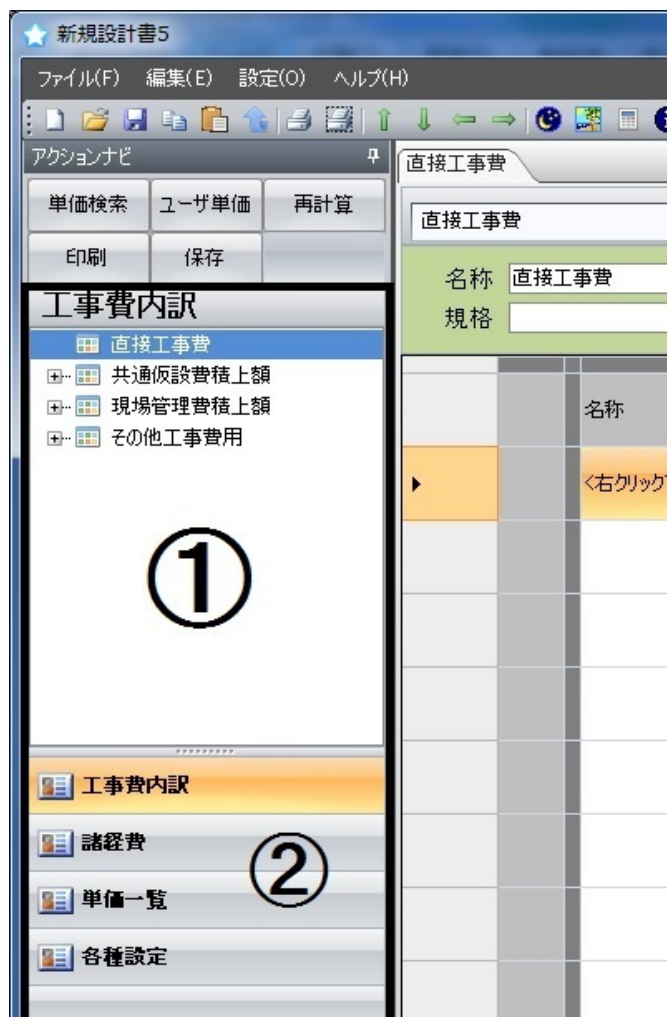 新規設計書5
ファイル(F) 編集(E) 設定(O) ヘルプ(H)
アクションナビ
単価検索 ユーザ単価 再計算
印刷 保存
工事費内訳
直接工事費
共通仮設費積上額
現場管理費積上額
その他工事費用
①
工事費内訳
諸経費
②
単価一覧
各種設定
直接工事費
直接工事費
名称 直接工事費
規格
名称
<右クリック